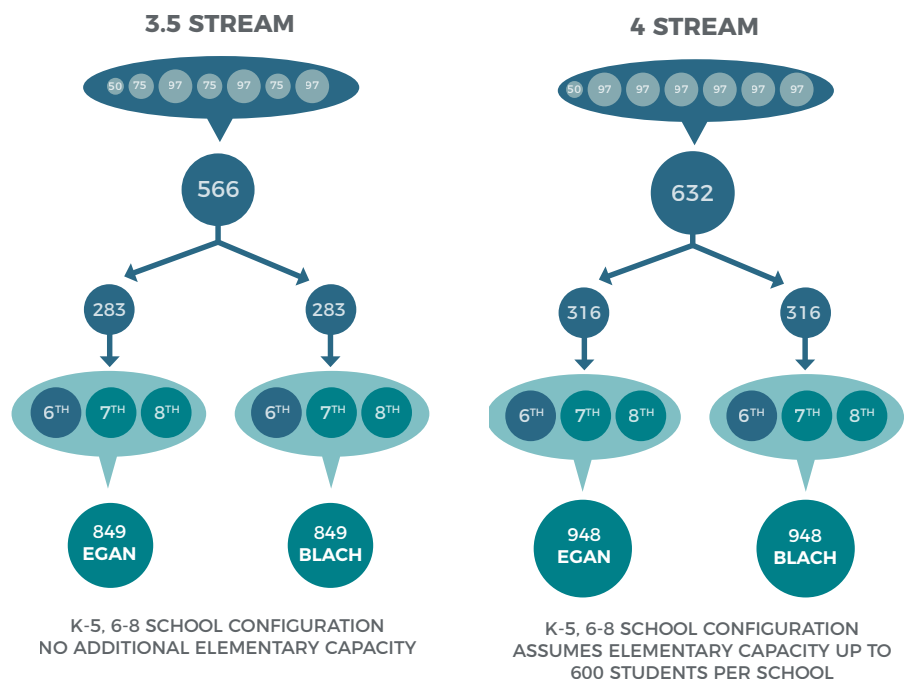 3.5 STREAM
50 75 97 75 97 75 97
566
283 283
6TH 7TH 8TH 6TH 7TH 8TH
849
EGAN
849
BLACH
K-5, 6-8 SCHOOL CONFIGURATION
NO ADDITIONAL ELEMENTARY CAPACITY
4 STREAM
50 97 97 97 97 97 97
632
316 316
6TH 7TH 8TH 6TH 7TH 8TH
948
EGAN
948
BLACH
K-5, 6-8 SCHOOL CONFIGURATION
ASSUMES ELEMENTARY CAPACITY UP TO
600 STUDENTS PER SCHOOL